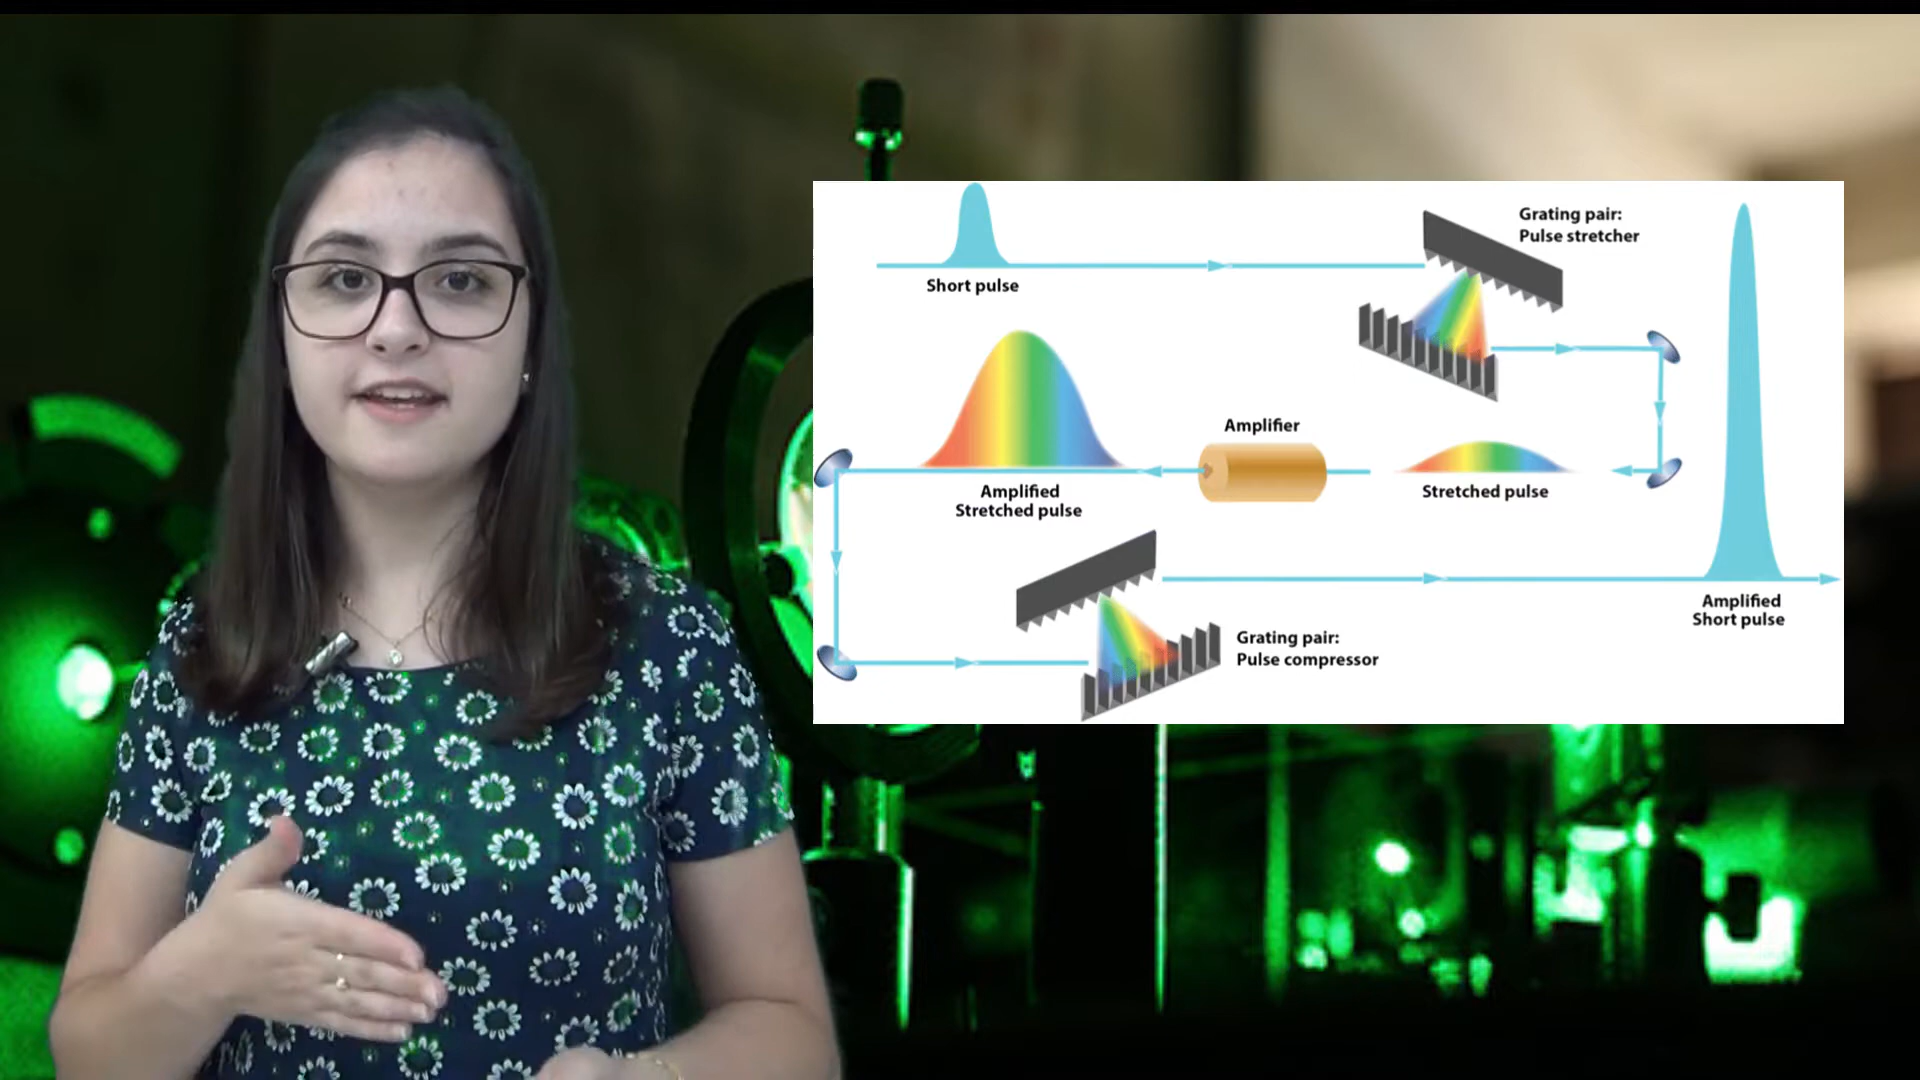 Grating pair:
Pulse stretcher
Short pulse
Amplifier
Stretched pulse
Amplified
Stretched pulse
Grating pair:
Pulse compressor
Amplified
Short pulse